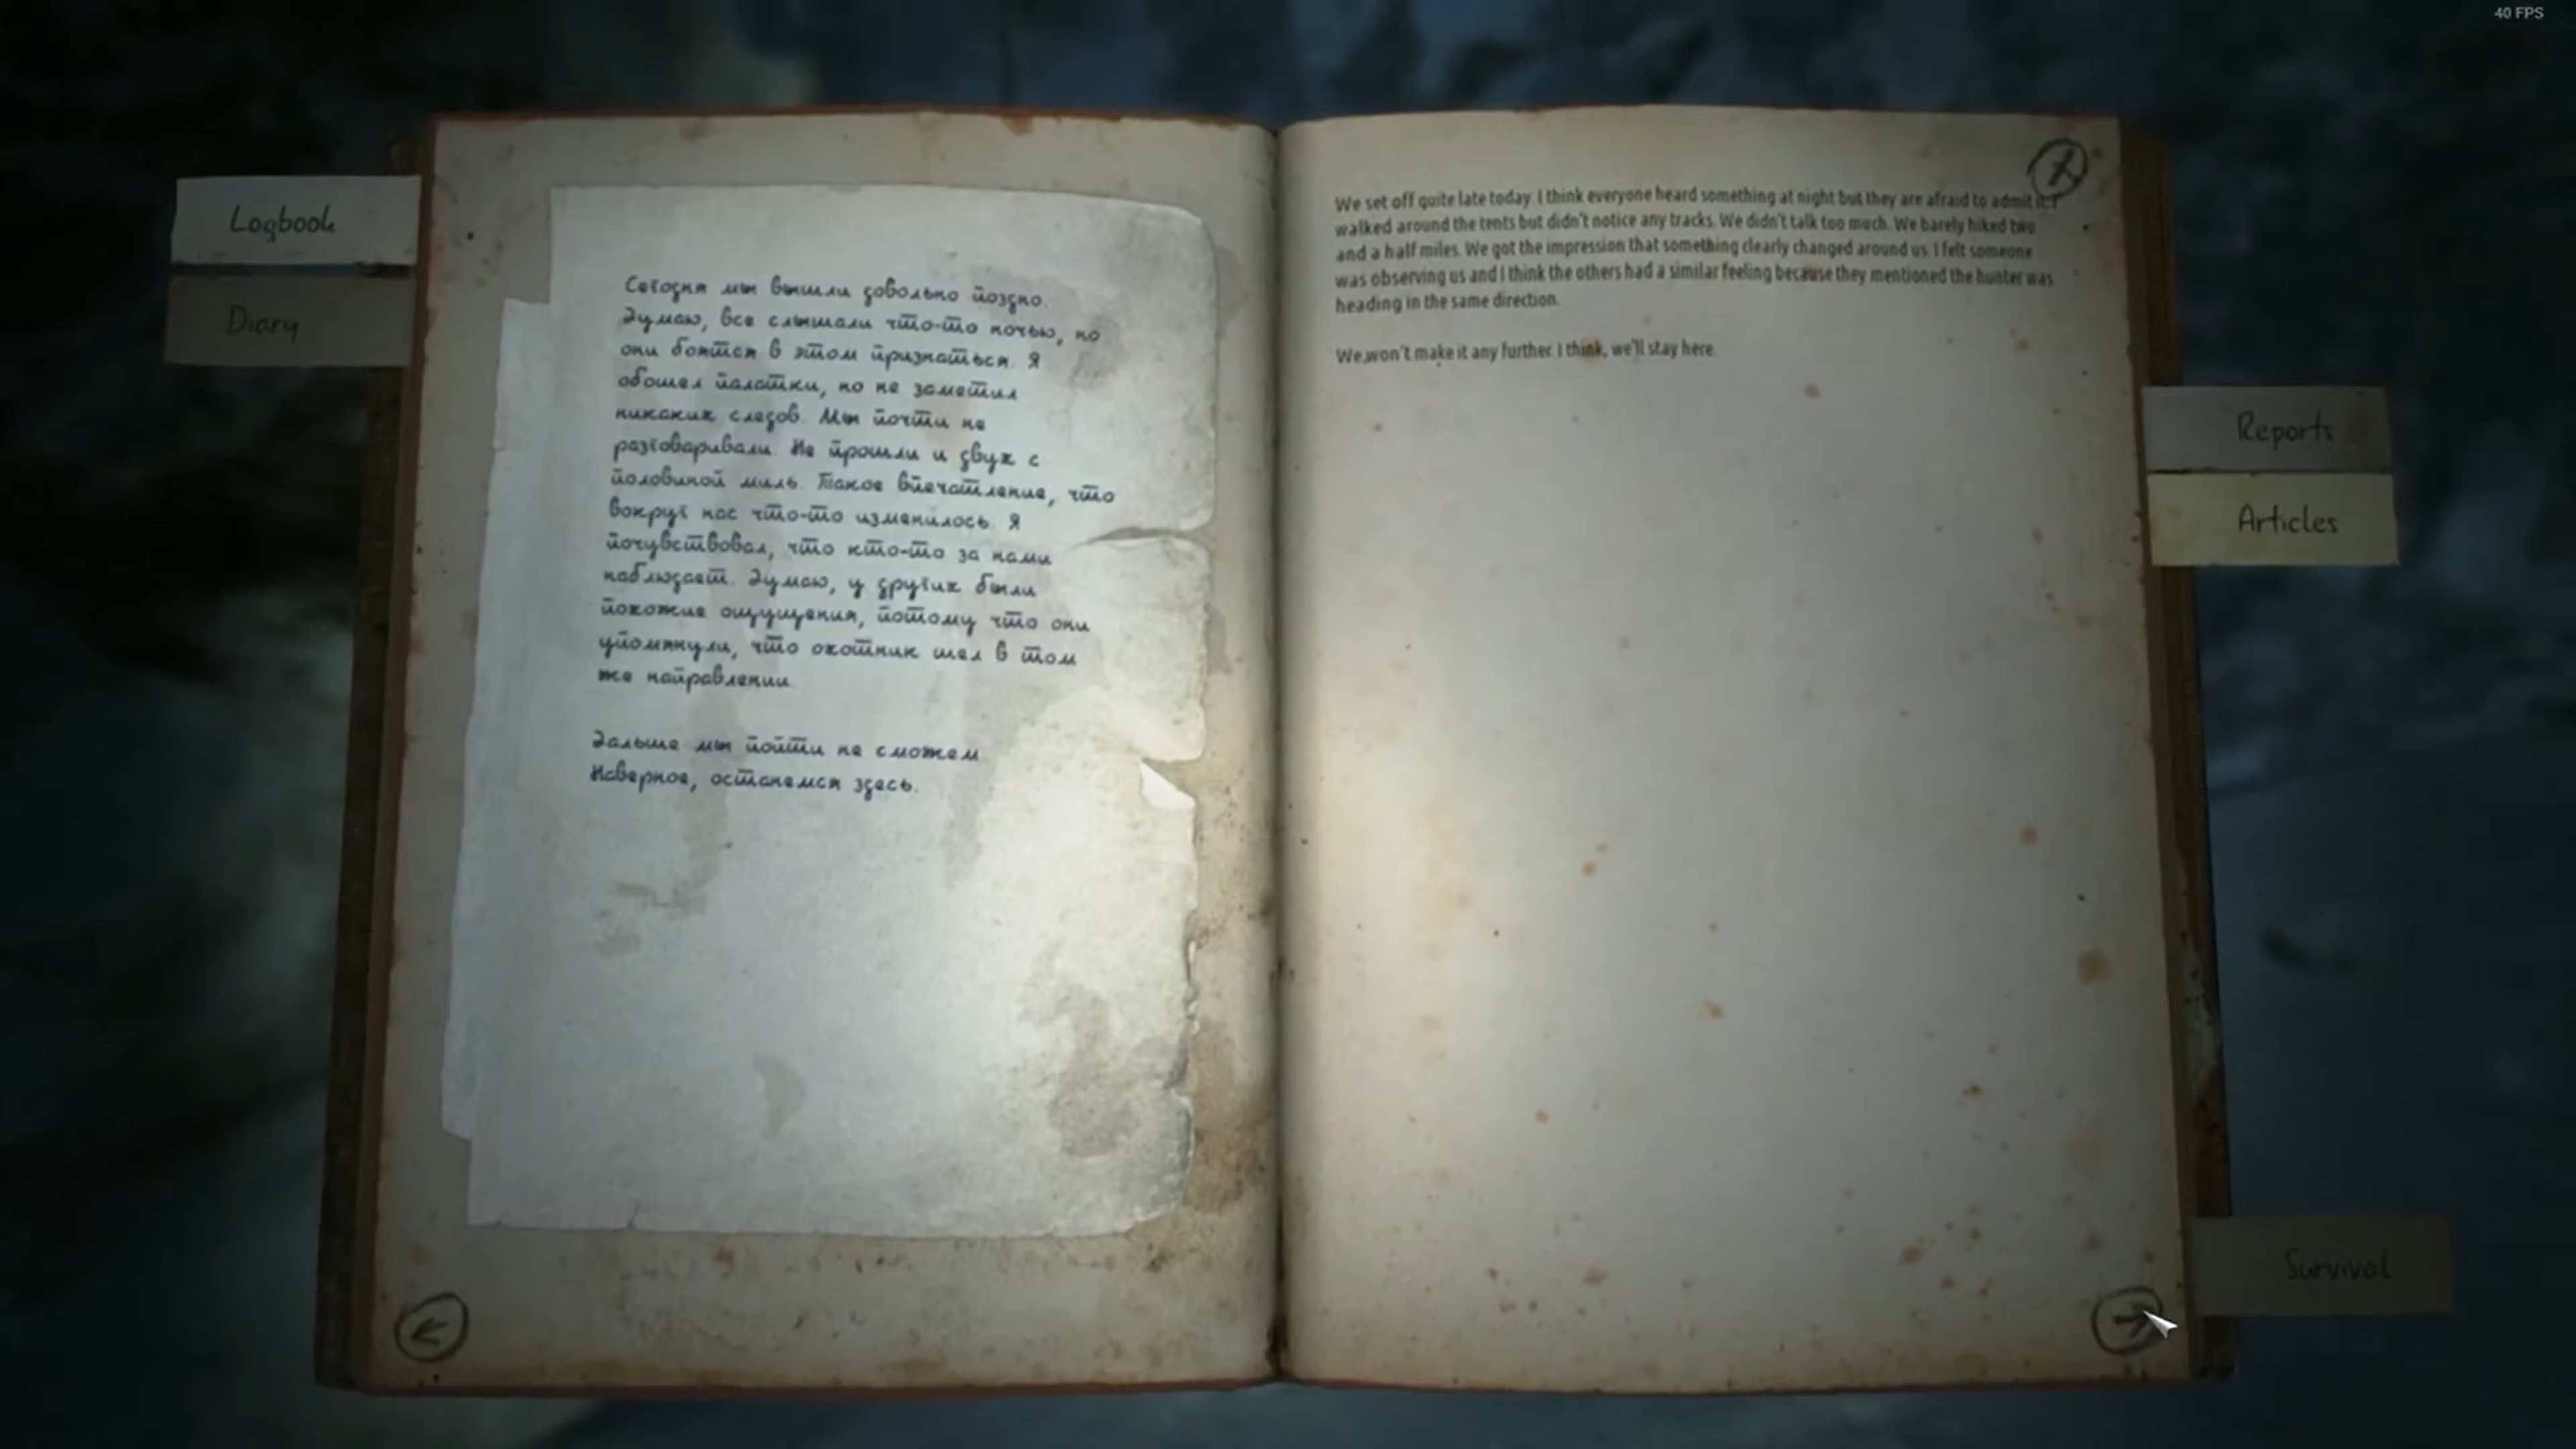 40 FPS
Logbook
Diary
Сегодня мы вышли довольно поздно.
Думаю, все слышали что-то ночью, но
они боятся в этом признаться. Я
обошел палатки, но не заметил
никаких следов. Мы почти не
разговаривали. Не прошли и двух с
половиной миль. Такое впечатление, что
вокруг нас что-то изменилось. Я
почувствовал, что кто-то за нами
наблюдает. Думаю, у других были
похожие ощущения, потому что они
упомянули, что охотник шел в том
же направлении.
Дальше мы пойти не сможем
Наверное, останемся здесь.
We set off quite late today. I think everyone heard something at night but they are afraid to admit it. I
walked around the tents but didn't notice any tracks. We didn't talk too much. We barely hiked two
and a half miles. We got the impression that something clearly changed around us. I felt someone
was observing us and I think the others had a similar feeling because they mentioned the hunter was
heading in the same direction.
We won't make it any further. I think, we'll stay here.
Reports
Articles
Survival